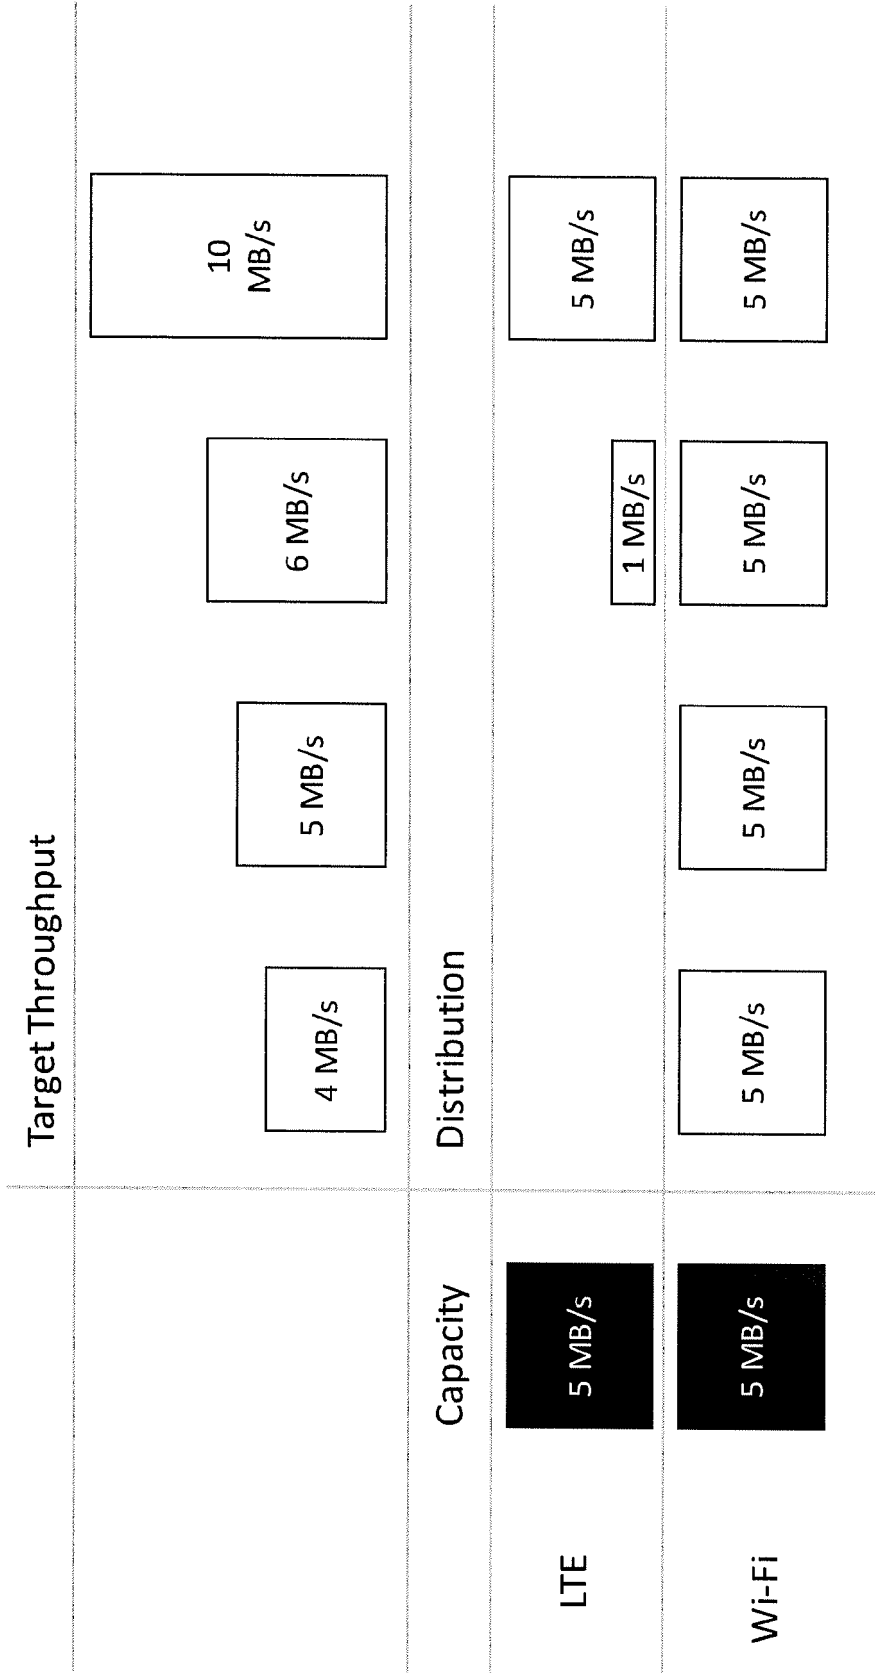 Target Throughput
4 MB/s
5 MB/s
6 MB/s
10
MB/s
Capacity
Distribution
LTE
5 MB/s
1 MB/s
5 MB/s
Wi-Fi
5 MB/s
5 MB/s
5 MB/s
5 MB/s
5 MB/s